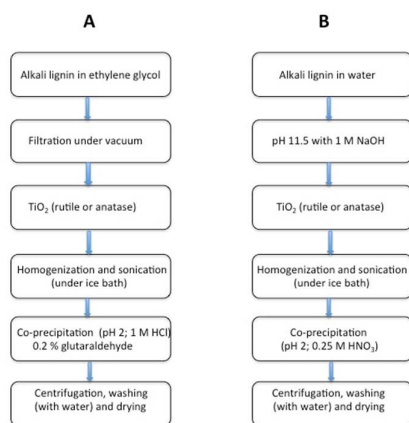 A
Alkali lignin in ethylene glycol
Filtration under vacuum
TiO₂ (rutile or anatase)
Homogenization and sonication
(under ice bath)
Co-precipitation (pH 2; 1 M HCl)
0.2 % glutaraldehyde
Centrifugation, washing
(with water) and drying
B
Alkali lignin in water
pH 11.5 with 1 M NaOH
TiO₂ (rutile or anatase)
Homogenization and sonication
(under ice bath)
Co-precipitation
(pH 2; 0.25 M HNO₃)
Centrifugation, washing
(with water) and drying